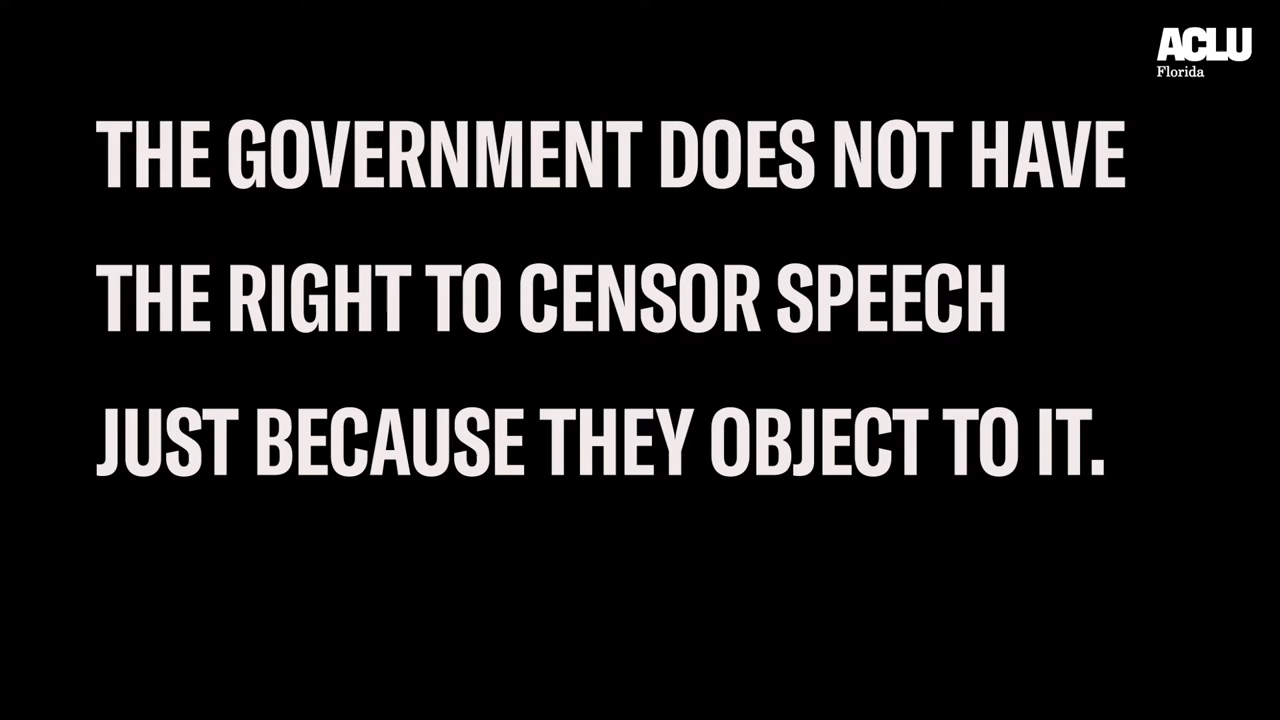 ACLU
Florida
THE GOVERNMENT DOES NOT HAVE
THE RIGHT TO CENSOR SPEECH
JUST BECAUSE THEY OBJECT TO IT.